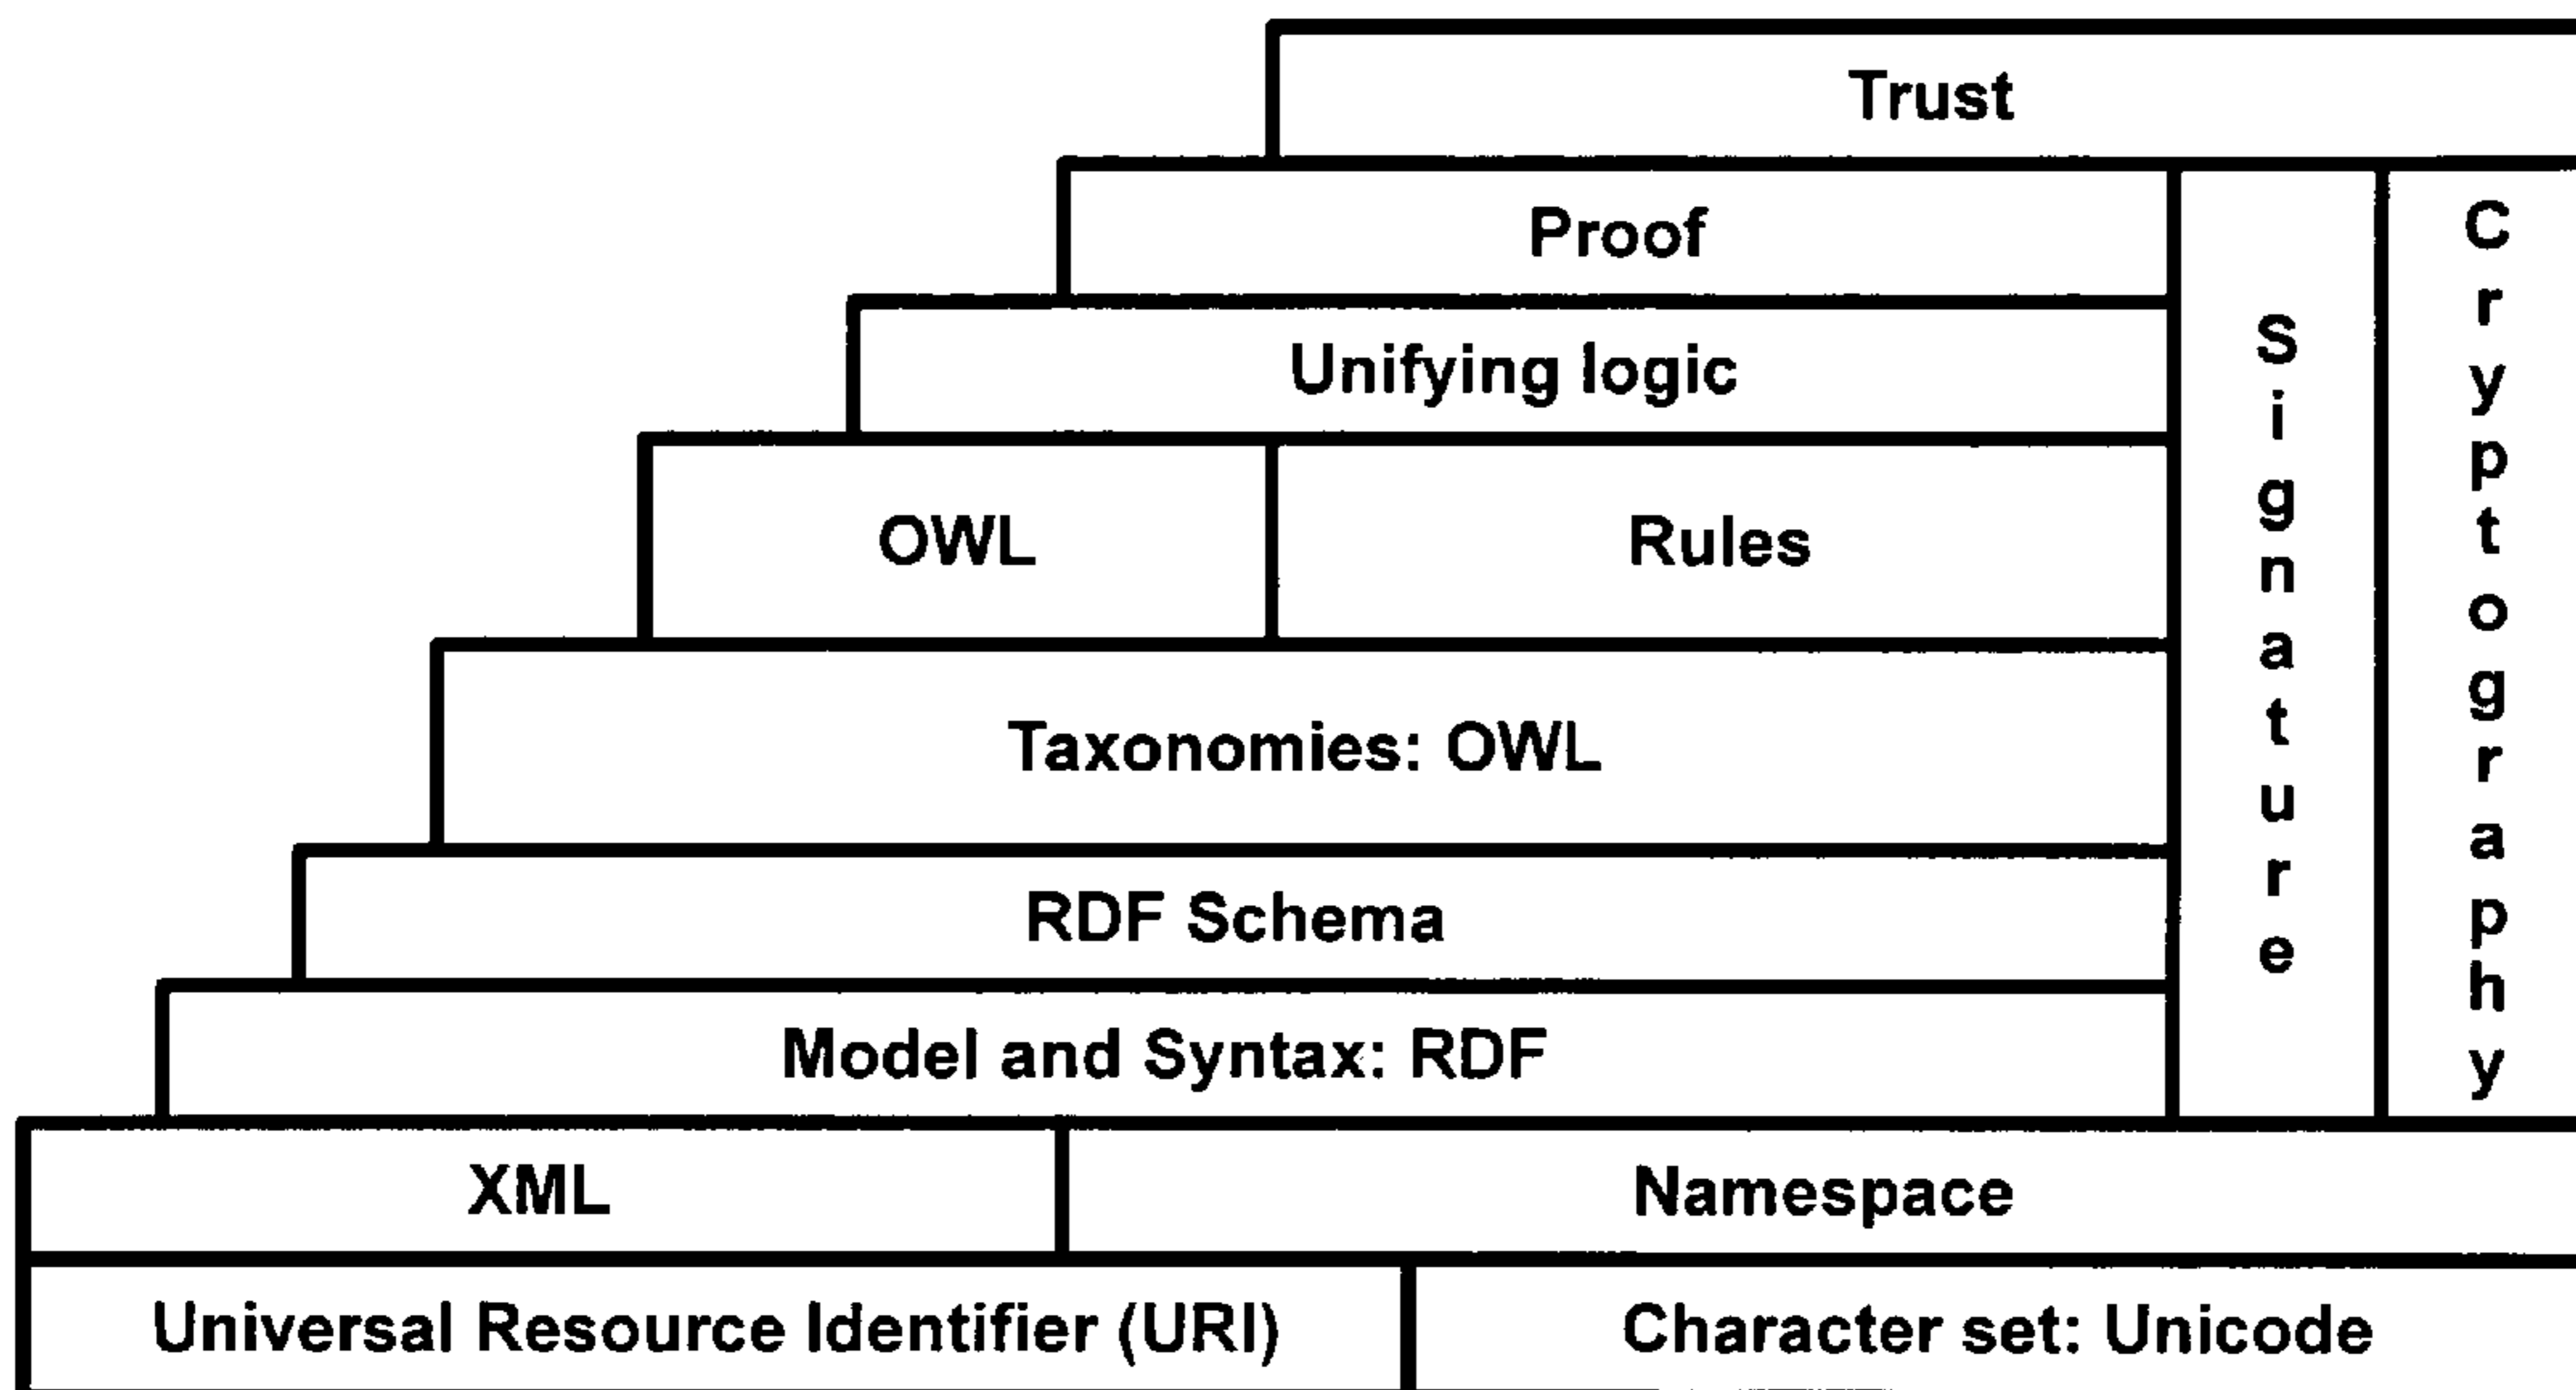 Trust
Proof
Unifying logic
OWL
Rules
Taxonomies: OWL
RDF Schema
Model and Syntax: RDF
Signature
Cryptography
XML
Namespace
Universal Resource Identifier (URI)
Character set: Unicode